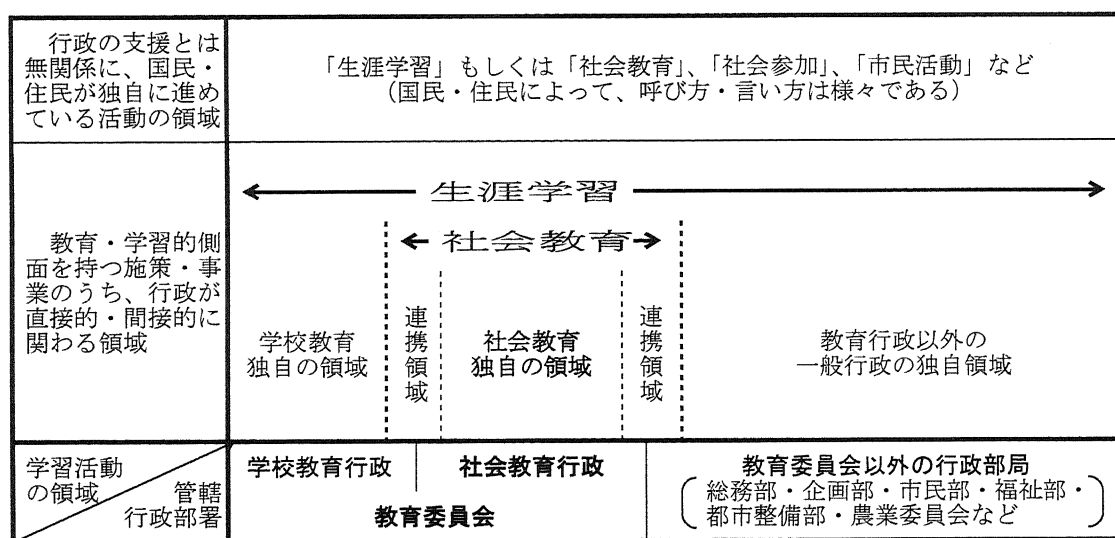 行政の支援とは
無関係に、国民・
住民が独自に進め
ている活動の領域
「生涯学習」もしくは「社会教育」、「社会参加」、「市民活動」など
（国民・住民によって、呼び方・言い方は様々である）
教育・学習的側
面を持つ施策・事
業のうち、行政が
直接的・間接的に
関わる領域
生涯学習
社会教育
学校教育
独自の領域
連携領域
社会教育
独自の領域
連携領域
教育行政以外の
一般行政の独自領域
学習活動
の領域
管轄
行政部署
学校教育行政
社会教育行政
教育委員会
教育委員会以外の行政部局
総務部・企画部・市民部・福祉部・
都市整備部・農業委員会など